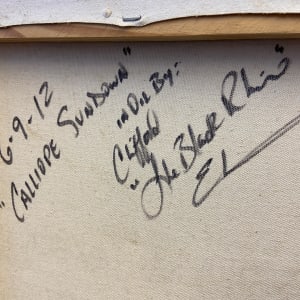 6-9-12
"CALLIOPE SUNDOWN"
IN OIL BY:-
Clifford
"The Black Rhino"